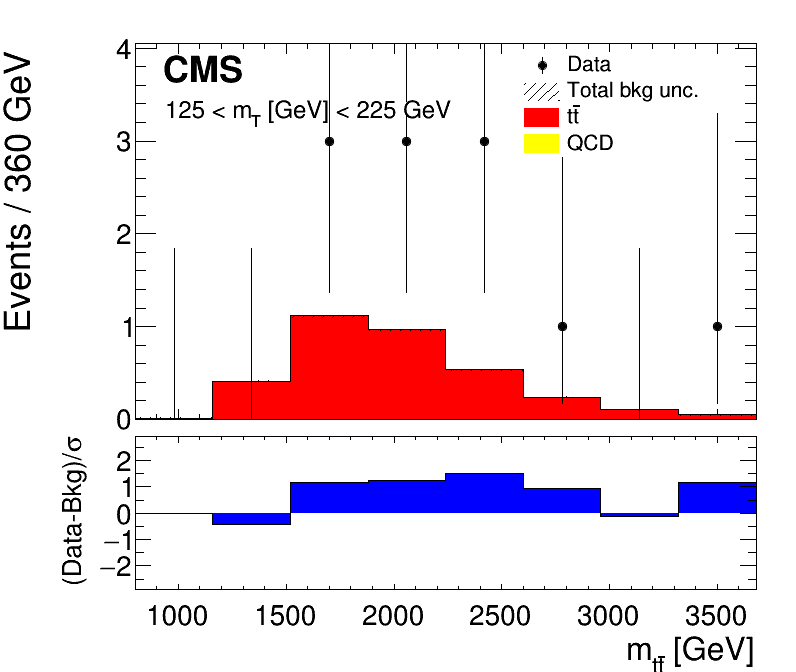 CMS
125 < m_T [GeV] < 225 GeV
Data
Total bkg unc.
tt̄
QCD
Events / 360 GeV
4
3
2
1
0
(Data-Bkg)/σ
2
1
0
−1
−2
1000 1500 2000 2500 3000 3500
m_tt̄ [GeV]